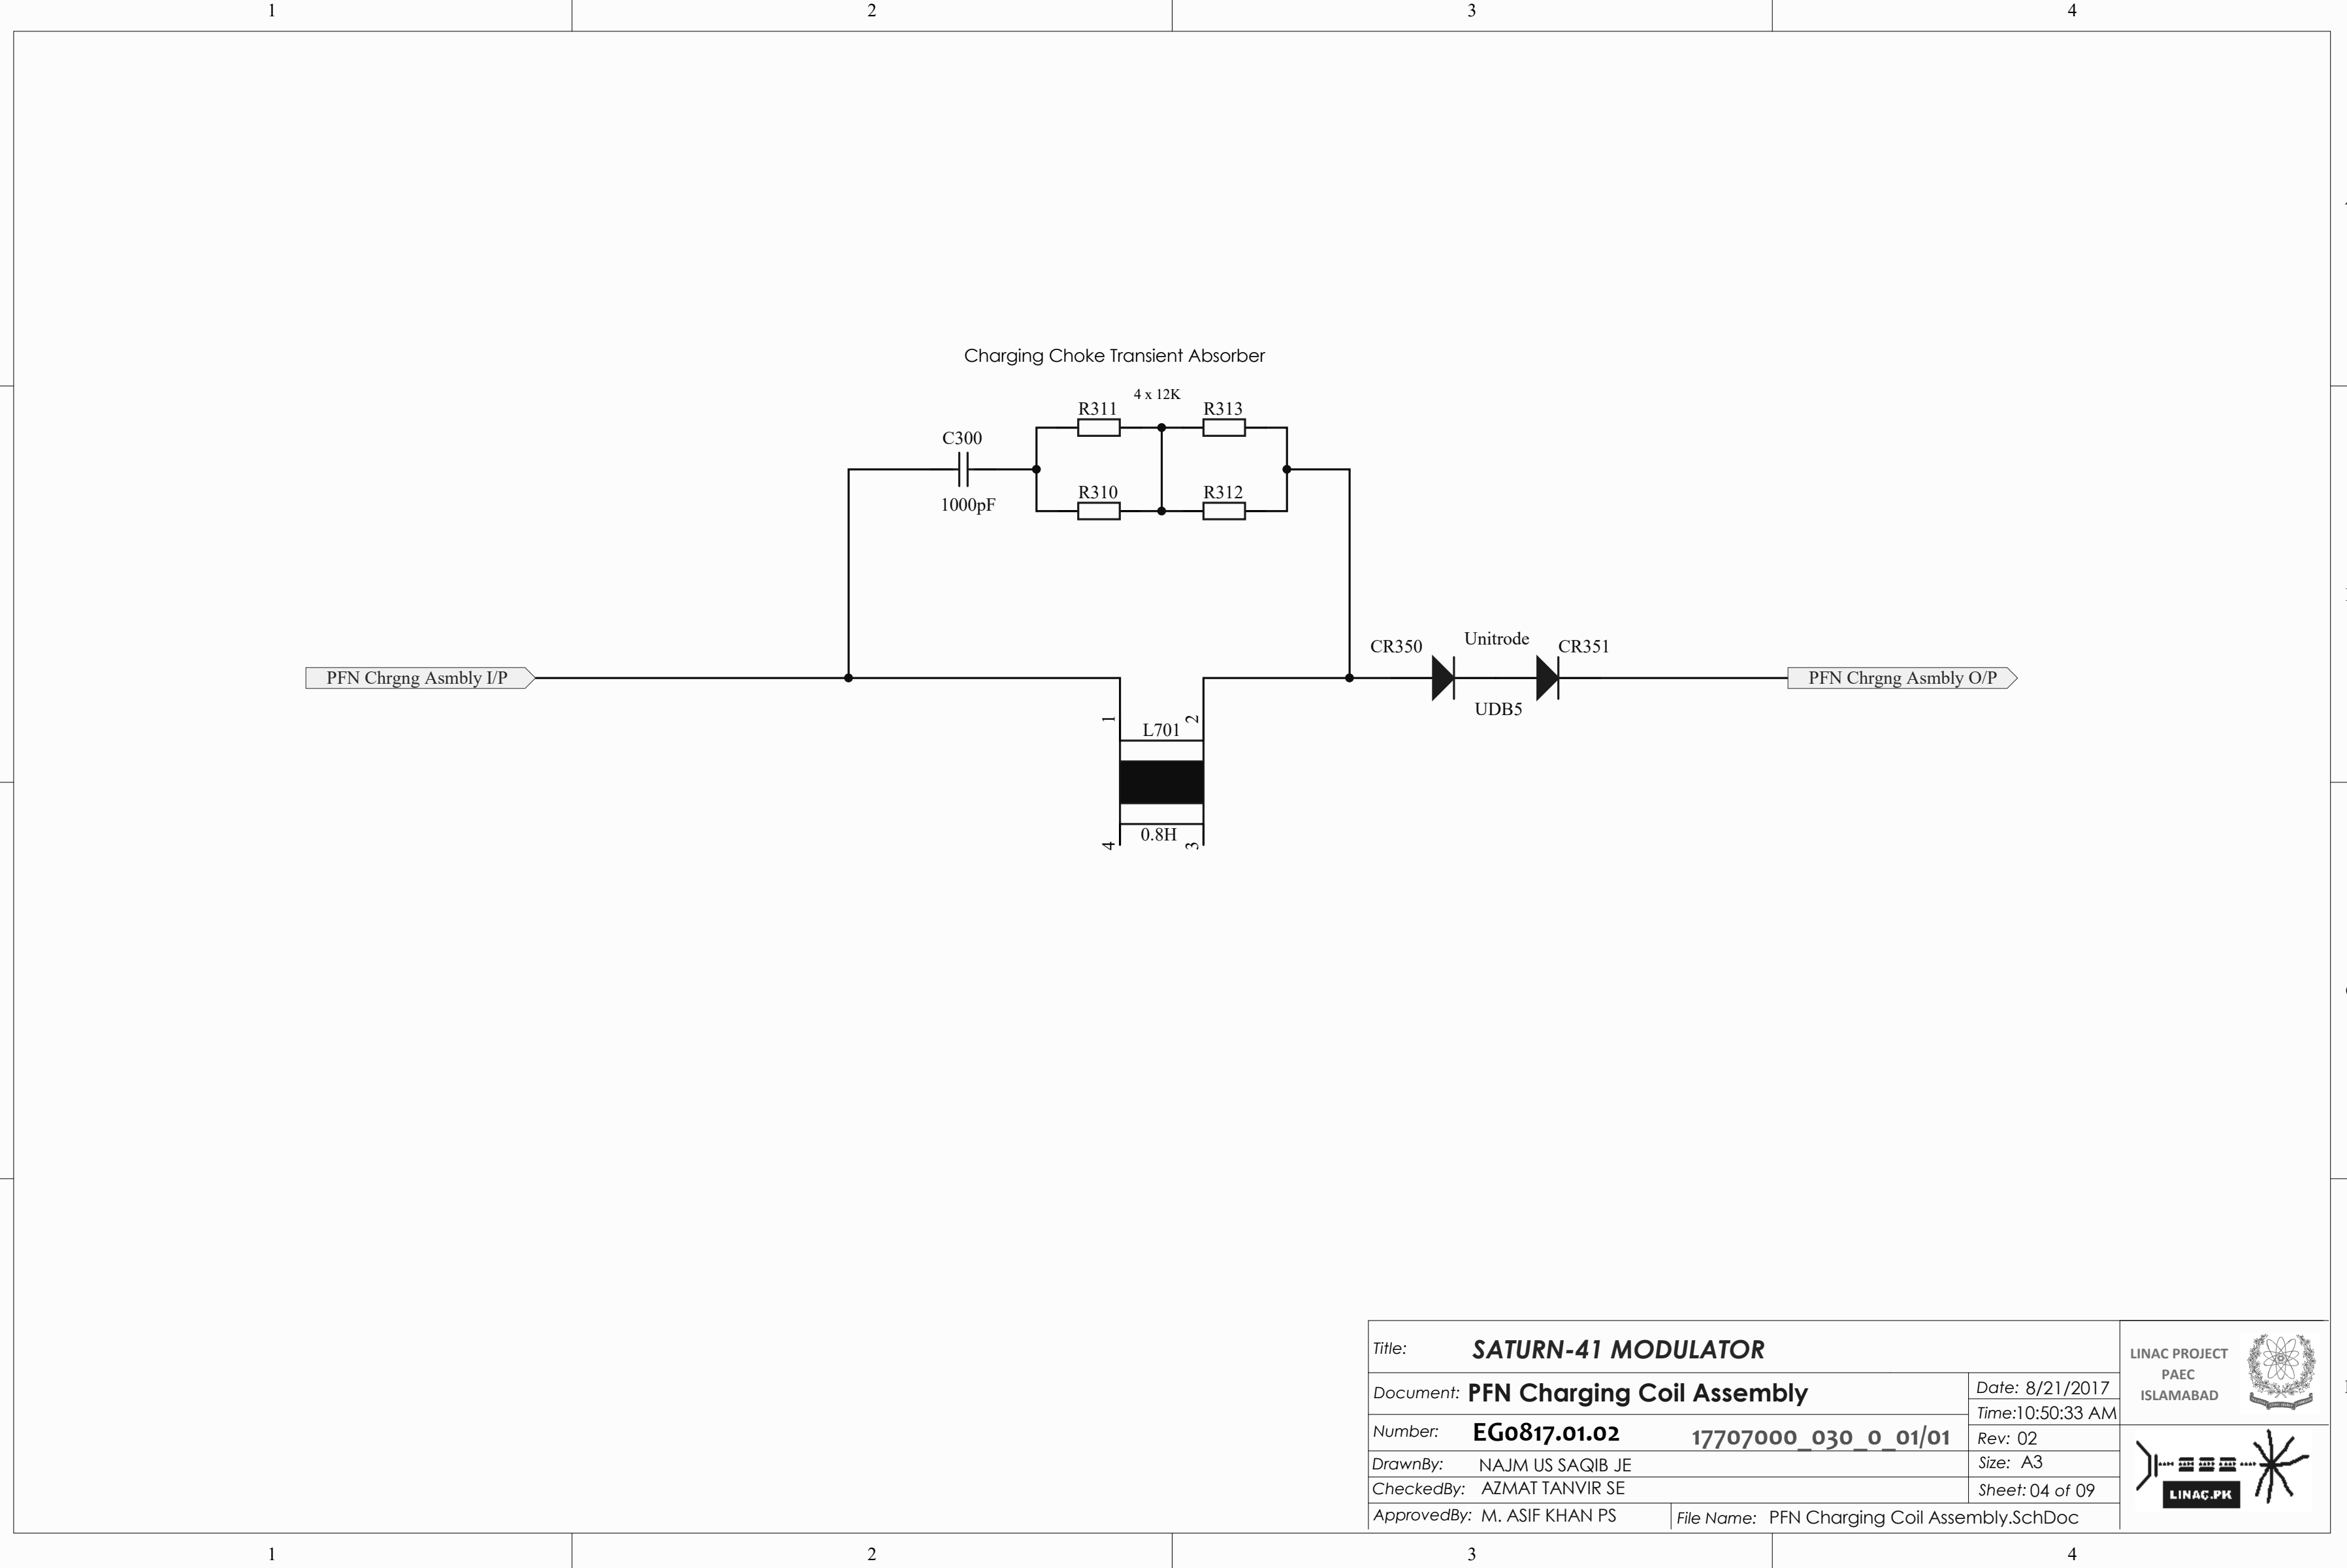 1 2 3 4
Charging Choke Transient Absorber
4 x 12K
R311 R313
C300
R310 R312
1000pF
CR350 Unitrode CR351
PFN Chrgng Asmbly I/P
PFN Chrgng Asmbly O/P
UDB5
1 2
L701
0.8H
4 3
Title: SATURN-41 MODULATOR
Document: PFN Charging Coil Assembly
Number: EG0817.01.02 17707000_030_0_01/01
DrawnBy: NAJM US SAQIB JE
CheckedBy: AZMAT TANVIR SE
ApprovedBy: M. ASIF KHAN PS
File Name: PFN Charging Coil Assembly.SchDoc
Date: 8/21/2017
Time:10:50:33 AM
Rev: 02
Size: A3
Sheet: 04 of 09
LINAC PROJECT
PAEC
ISLAMABAD
LINAC.PK
1 2 3 4